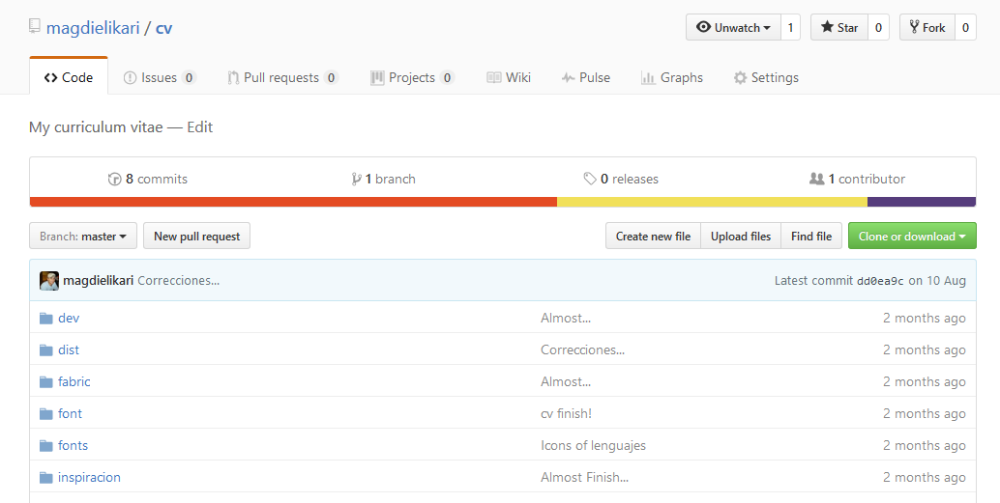 magdielikari / cv
Unwatch 1 Star 0 Fork 0
Code Issues 0 Pull requests 0 Projects 0 Wiki Pulse Graphs Settings
My curriculum vitae — Edit
8 commits 1 branch 0 releases 1 contributor
Branch: master New pull request Create new file Upload files Find file Clone or download
magdielikari Correcciones... Latest commit dd0ea9c on 10 Aug
dev Almost... 2 months ago
dist Correcciones... 2 months ago
fabric Almost... 2 months ago
font cv finish! 2 months ago
fonts Icons of lenguajes 2 months ago
inspiracion Almost Finish... 2 months ago